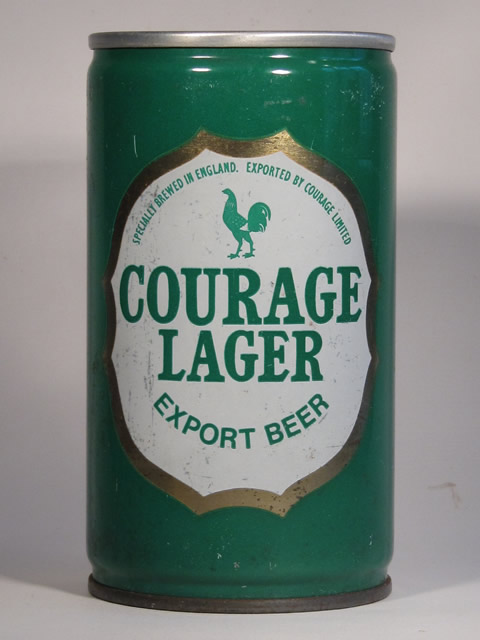 SPECIALLY BREWED IN ENGLAND. EXPORTED BY COURAGE LIMITED
COURAGE
LAGER
EXPORT BEER